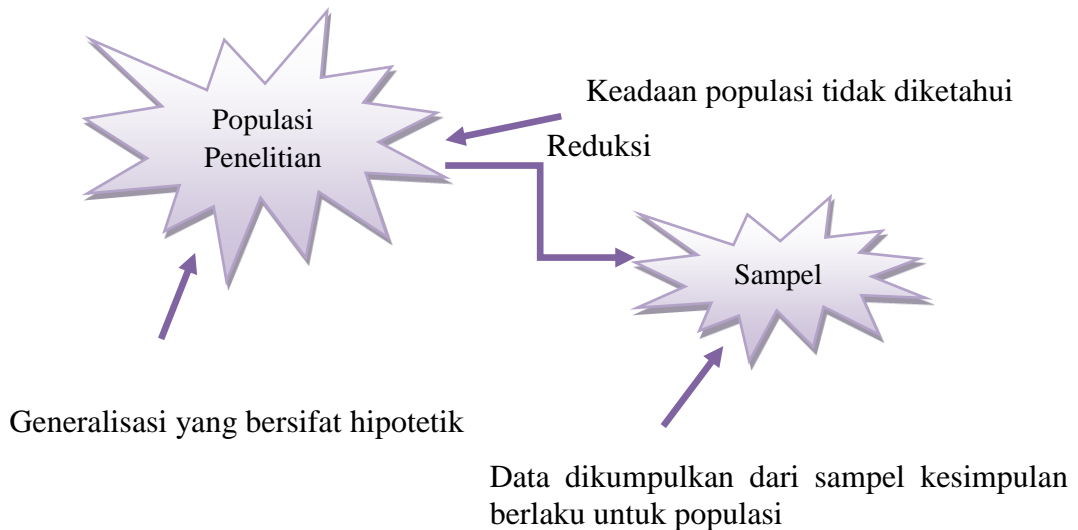 Populasi
Penelitian
Keadaan populasi tidak diketahui
Reduksi
Sampel
Generalisasi yang bersifat hipotetik
Data dikumpulkan dari sampel kesimpulan
berlaku untuk populasi